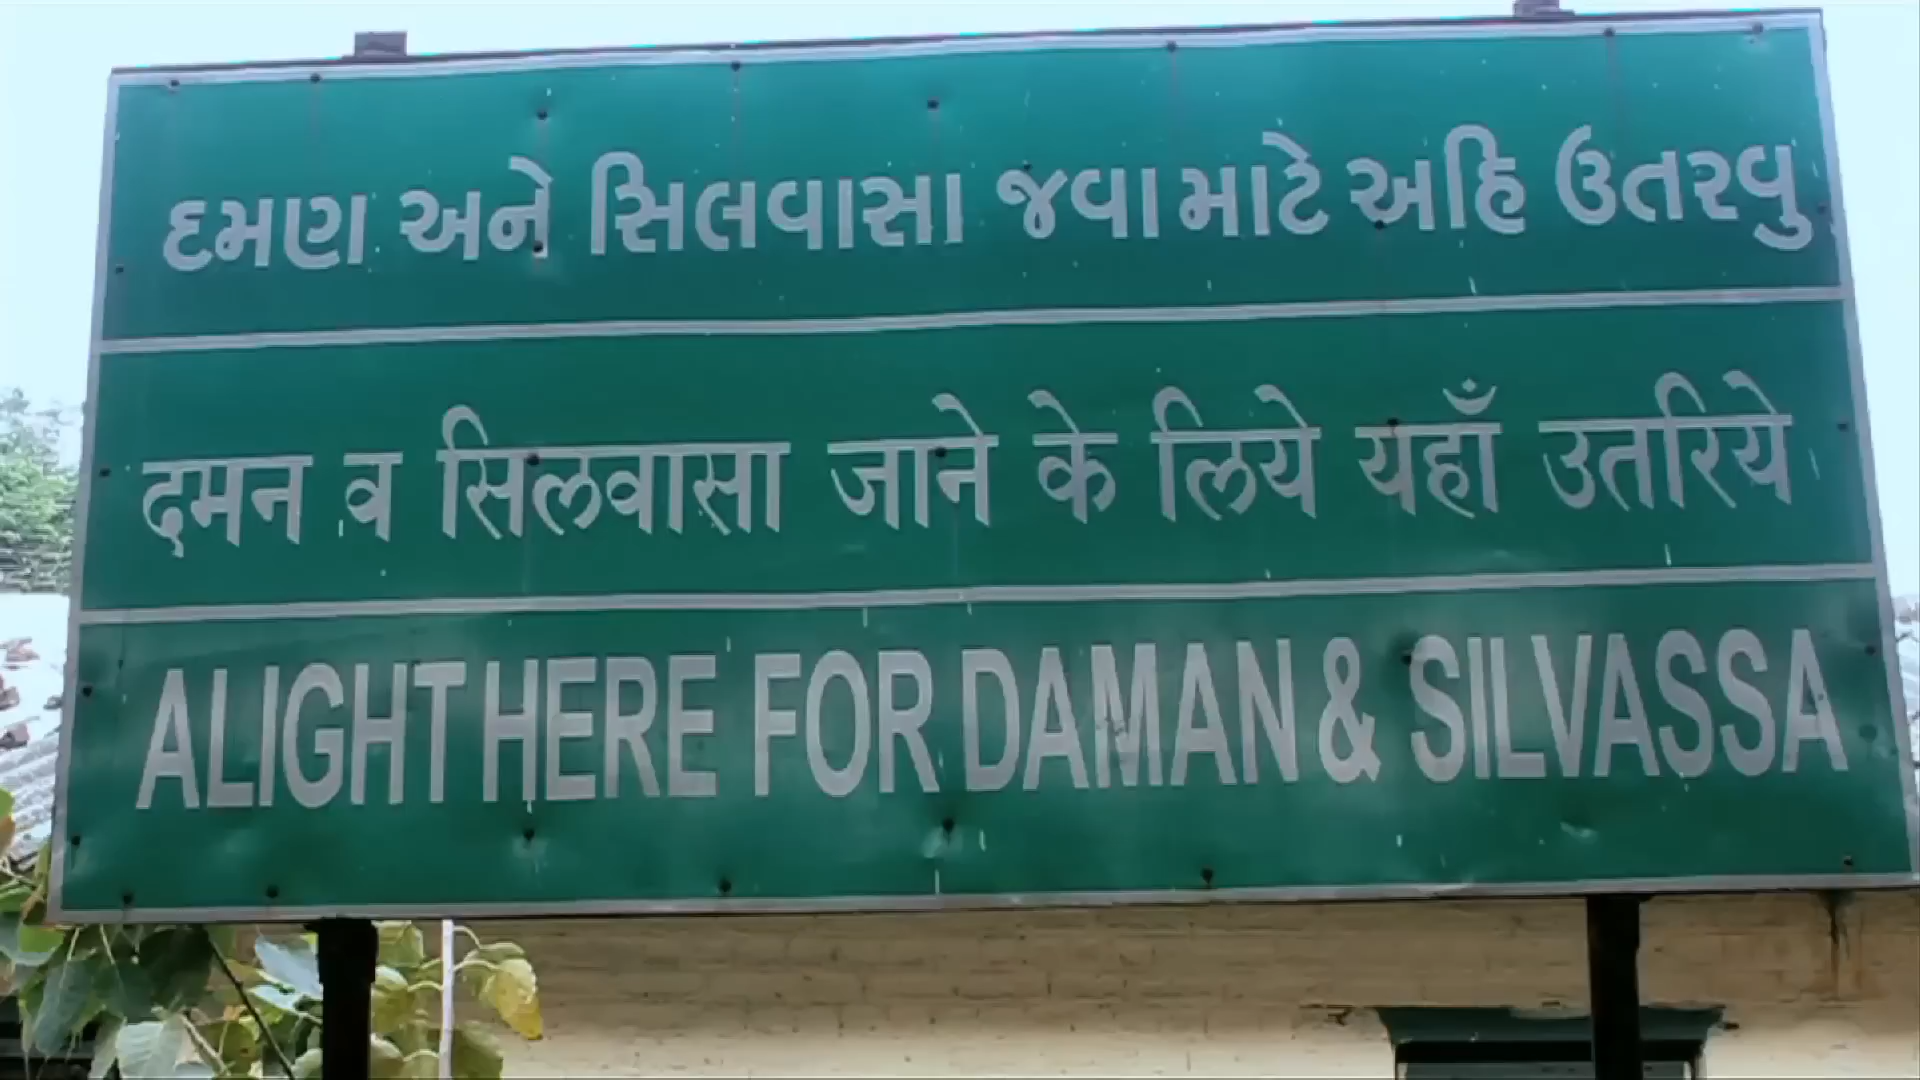 દમણ અને સિલવાસા જવા માટે અહિ ઉતરવુ
दमन व सिलवासा जाने के लिये यहाँ उतरिये
ALIGHT HERE FOR DAMAN & SILVASSA